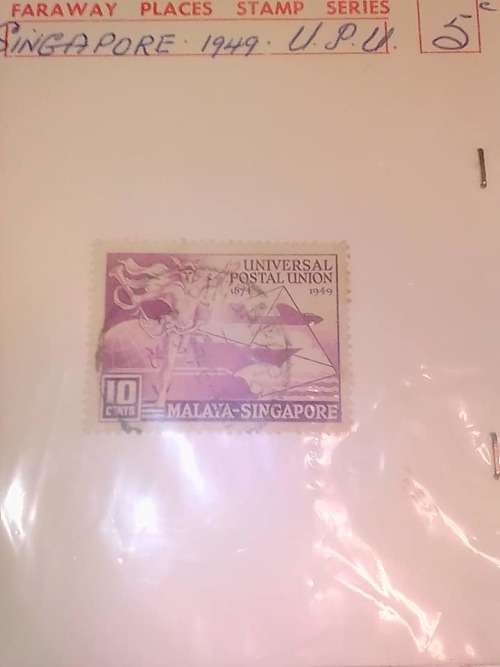 FARAWAY PLACES STAMP SERIES
SINGAPORE · 1949 · U.P.U.
5c
UNIVERSAL
POSTAL UNION
1874 1949
10
CENTS
MALAYA-SINGAPORE